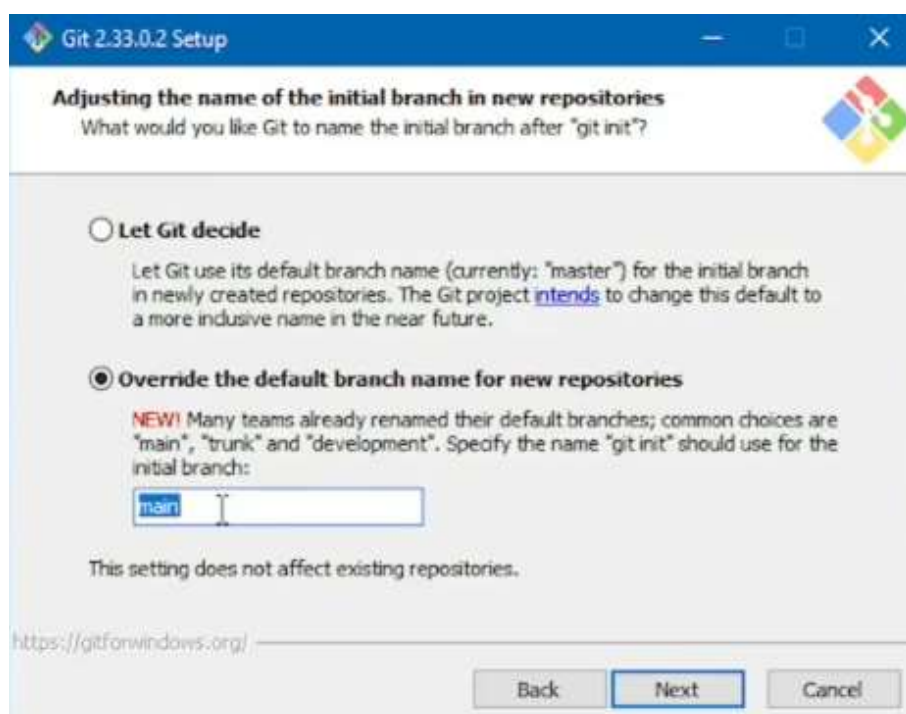 Git 2.33.0.2 Setup
Adjusting the name of the initial branch in new repositories
What would you like Git to name the initial branch after "git init"?
Let Git decide
Let Git use its default branch name (currently: "master") for the initial branch
in newly created repositories. The Git project intends to change this default to
a more inclusive name in the near future.
Override the default branch name for new repositories
NEW! Many teams already renamed their default branches; common choices are
"main", "trunk" and "development". Specify the name "git init" should use for the
initial branch:
main
This setting does not affect existing repositories.
https://gitforwindows.org/
Back Next Cancel